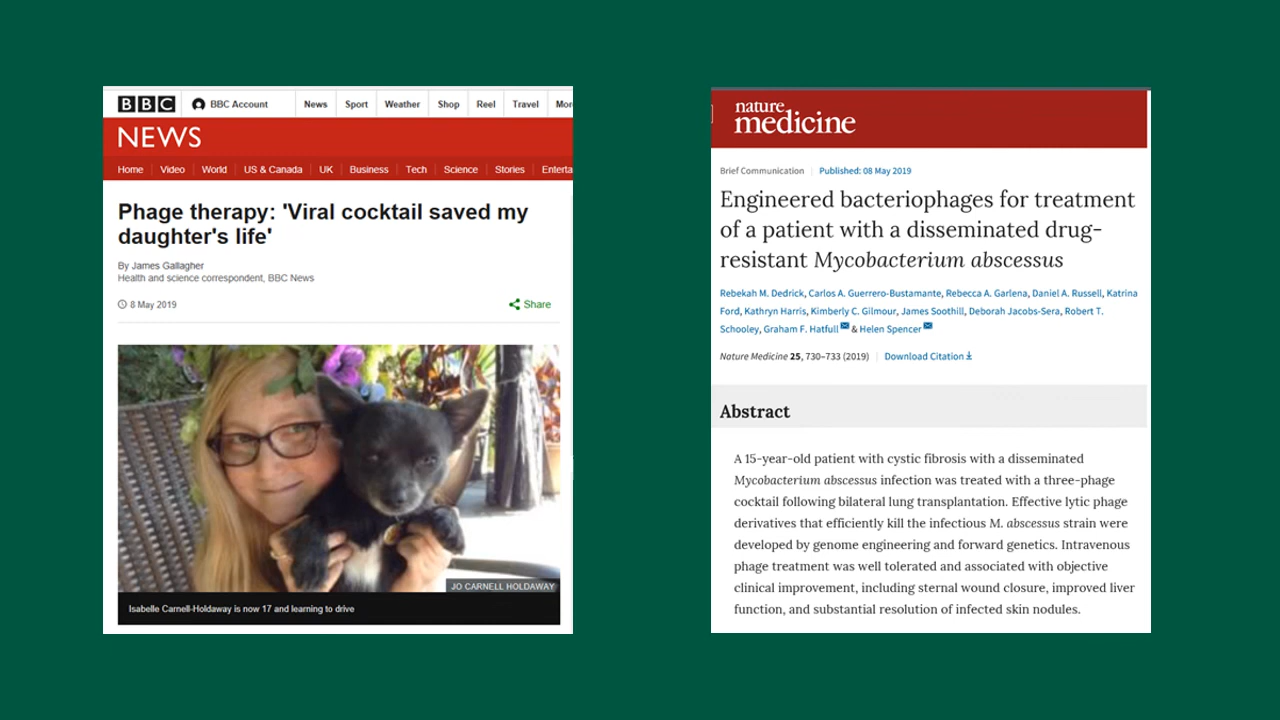 BBC
BBC Account
News
Sport
Weather
Shop
Reel
Travel
Mor
NEWS
Home
Video
World
US & Canada
UK
Business
Tech
Science
Stories
Enterta
Phage therapy: 'Viral cocktail saved my
daughter's life'
By James Gallagher
Health and science correspondent, BBC News
8 May 2019
Share
JO CARNELL HOLDAWAY
Isabelle Carnell-Holdaway is now 17 and learning to drive
nature
medicine
Brief Communication | Published: 08 May 2019
Engineered bacteriophages for treatment
of a patient with a disseminated drug-
resistant Mycobacterium abscessus
Rebekah M. Dedrick, Carlos A. Guerrero-Bustamante, Rebecca A. Garlena, Daniel A. Russell, Katrina
Ford, Kathryn Harris, Kimberly C. Gilmour, James Soothill, Deborah Jacobs-Sera, Robert T.
Schooley, Graham F. Hatfull & Helen Spencer
Nature Medicine 25, 730–733 (2019) | Download Citation
Abstract
A 15-year-old patient with cystic fibrosis with a disseminated
Mycobacterium abscessus infection was treated with a three-phage
cocktail following bilateral lung transplantation. Effective lytic phage
derivatives that efficiently kill the infectious M. abscessus strain were
developed by genome engineering and forward genetics. Intravenous
phage treatment was well tolerated and associated with objective
clinical improvement, including sternal wound closure, improved liver
function, and substantial resolution of infected skin nodules.